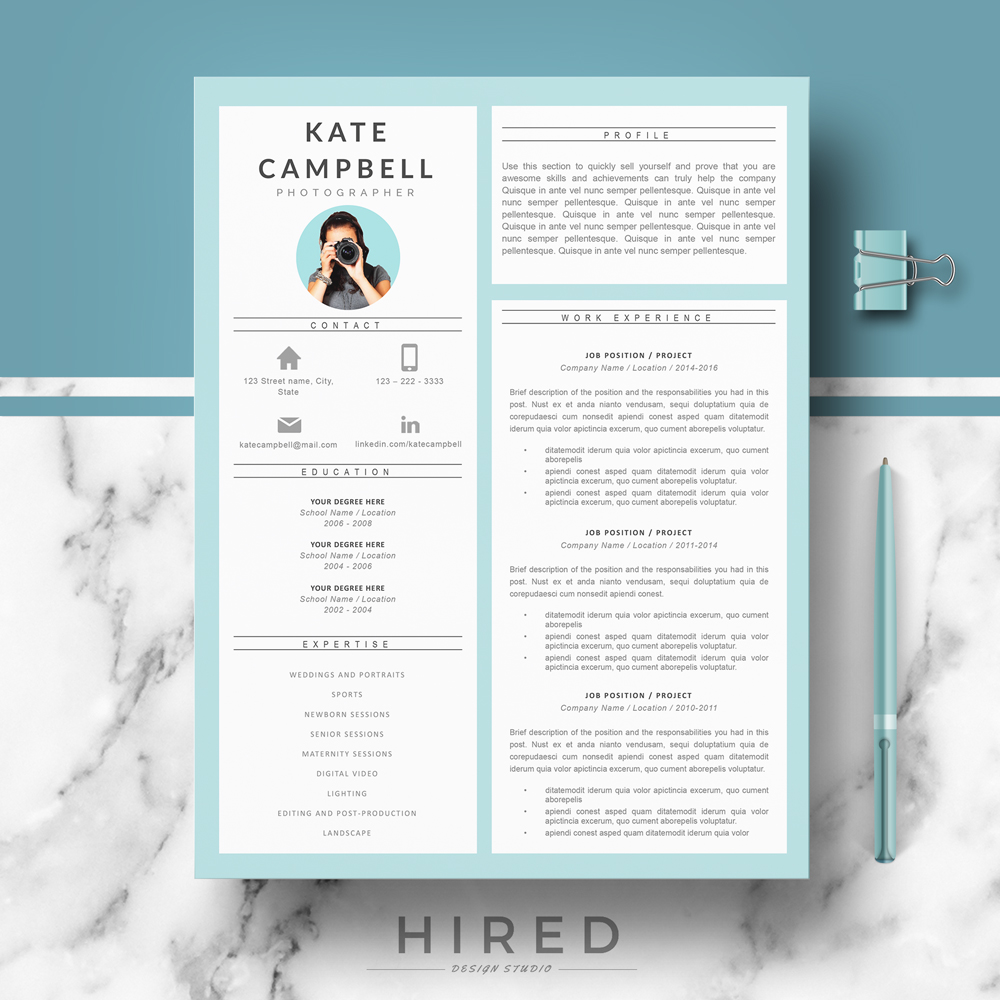 KATE
CAMPBELL
PHOTOGRAPHER
CONTACT
123 Street name, City,
State
123 – 222 - 3333
katecampbell@mail.com
linkedin.com/katecampbell
EDUCATION
YOUR DEGREE HERE
School Name / Location
2006 - 2008
YOUR DEGREE HERE
School Name / Location
2004 - 2006
YOUR DEGREE HERE
School Name / Location
2002 - 2004
EXPERTISE
WEDDINGS AND PORTRAITS
SPORTS
NEWBORN SESSIONS
SENIOR SESSIONS
MATERNITY SESSIONS
DIGITAL VIDEO
LIGHTING
EDITING AND POST-PRODUCTION
LANDSCAPE
PROFILE
Use this section to quickly sell yourself and prove that you are
awesome skills and achievements can truly help the company
Quisque in ante vel nunc semper pellentesque. Quisque in ante vel
nunc semper pellentesque. Quisque in ante vel nunc semper
pellentesque. Quisque in ante vel nunc semper pellentesque.
Quisque in ante vel nunc semper pellentesque. Quisque in ante vel
nunc semper pellentesque. Quisque in ante vel nunc semper
pellentesque. Quisque in ante vel nunc semper pellentesque.
WORK EXPERIENCE
JOB POSITION / PROJECT
Company Name / Location / 2014-2016
Brief description of the position and the responsabilities you had in this
post. Nust ex et anda nianto vendusam, sequi doluptatium quia de
corepudaesci cum nonsedit apiendi conest asped quam ditatemodit
iderum quia volor apictincia excerum, quo cument aborepelis voluptatur.
• ditatemodit iderum quia volor apictincia excerum, quo cument
aborepelis
• apiendi conest asped quam ditatemodit iderum quia volor
apictincia excerum, quo cument aborepelis voluptatur.
• apiendi conest asped quam ditatemodit iderum quia volor
apictincia excerum, quo cument aborepelis voluptatur.
JOB POSITION / PROJECT
Company Name / Location / 2011-2014
Brief description of the position and the responsabilities you had in this
post. Nust ex et anda nianto vendusam, sequi doluptatium quia de
corepudaesci cum nonsedit apiendi conest.
• ditatemodit iderum quia volor apictincia excerum, quo cument
aborepelis
• apiendi conest asped quam ditatemodit iderum quia volor
apictincia excerum, quo cument aborepelis voluptatur.
• apiendi conest asped quam ditatemodit iderum quia volor
apictincia excerum, quo cument aborepelis voluptatur.
JOB POSITION / PROJECT
Company Name / Location / 2010-2011
Brief description of the position and the responsabilities you had in this
post. Nust ex et anda nianto vendusam, sequi doluptatium quia de
corepudaesci cum nonsedit apiendi conest asped quam ditatemodit
iderum quia volor apictincia excerum, quo cument aborepelis voluptatur.
• ditatemodit iderum quia volor apictincia excerum, quo cument
aborepelis
• apiendi conest asped quam ditatemodit iderum quia volor
apictincia excerum, quo cument aborepelis voluptatur.
• apiendi conest asped quam ditatemodit iderum quia volor
HIRED
DESIGN STUDIO